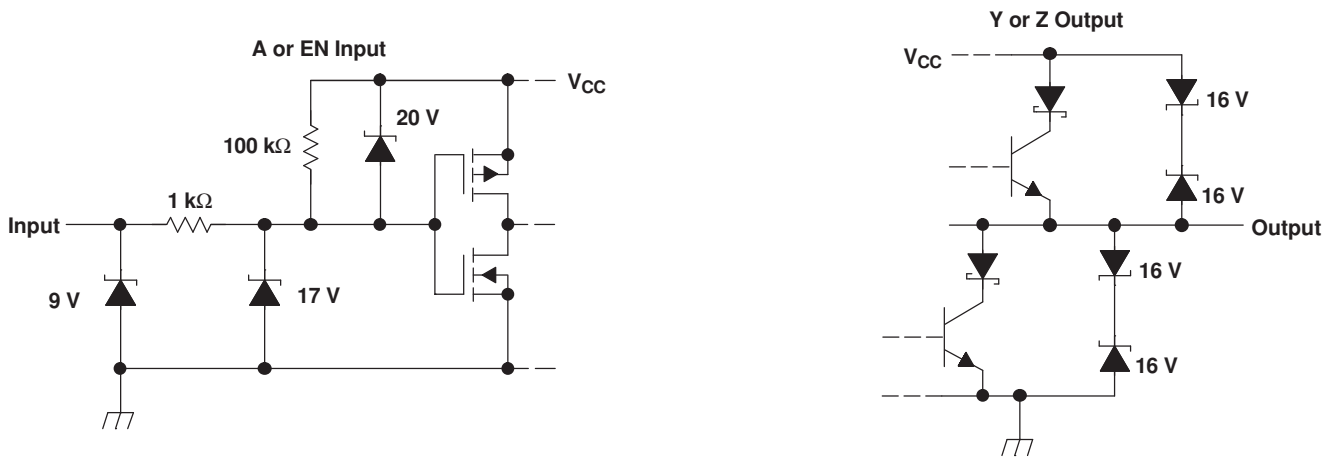 A or EN Input
V_CC
20 V
100 kΩ
1 kΩ
Input
9 V
17 V
Y or Z Output
V_CC
16 V
16 V
Output
16 V
16 V